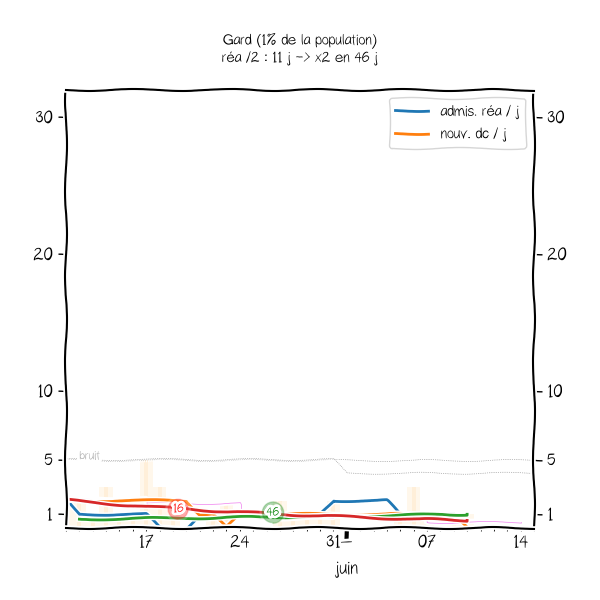 Gard (1% de la population)
réa /2 : 11 j -> x2 en 46 j
admis. réa / j
nouv. dc / j
30
30
20
20
10
10
bruit
5
5
16
46
1
1
17
24
31
07
14
juin